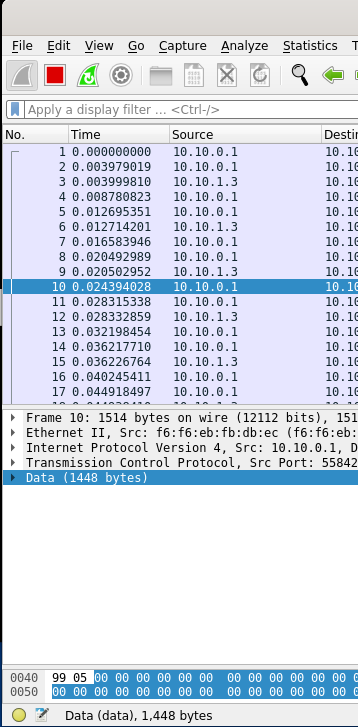 File Edit View Go Capture Analyze Statistics T
Apply a display filter ... <Ctrl-/>
No. Time Source Destin
1 0.000000000 10.10.0.1 10.10
2 0.003979019 10.10.0.1 10.10
3 0.003999810 10.10.1.3 10.10
4 0.008780823 10.10.0.1 10.10
5 0.012695351 10.10.0.1 10.10
6 0.012714201 10.10.1.3 10.10
7 0.016583946 10.10.0.1 10.10
8 0.020492989 10.10.0.1 10.10
9 0.020502952 10.10.1.3 10.10
10 0.024394028 10.10.0.1 10.10
11 0.028315338 10.10.0.1 10.10
12 0.028332859 10.10.1.3 10.10
13 0.032198454 10.10.0.1 10.10
14 0.036217710 10.10.0.1 10.10
15 0.036226764 10.10.1.3 10.10
16 0.040245411 10.10.0.1 10.10
17 0.044918497 10.10.0.1 10.10
Frame 10: 1514 bytes on wire (12112 bits), 151
Ethernet II, Src: f6:f6:eb:fb:db:ec (f6:f6:eb:
Internet Protocol Version 4, Src: 10.10.0.1, D
Transmission Control Protocol, Src Port: 55842
Data (1448 bytes)
0040 99 05 00 00 00 00 00 00 00 00 00 00 00 0
0050 00 00 00 00 00 00 00 00 00 00 00 00 00 0
Data (data), 1,448 bytes